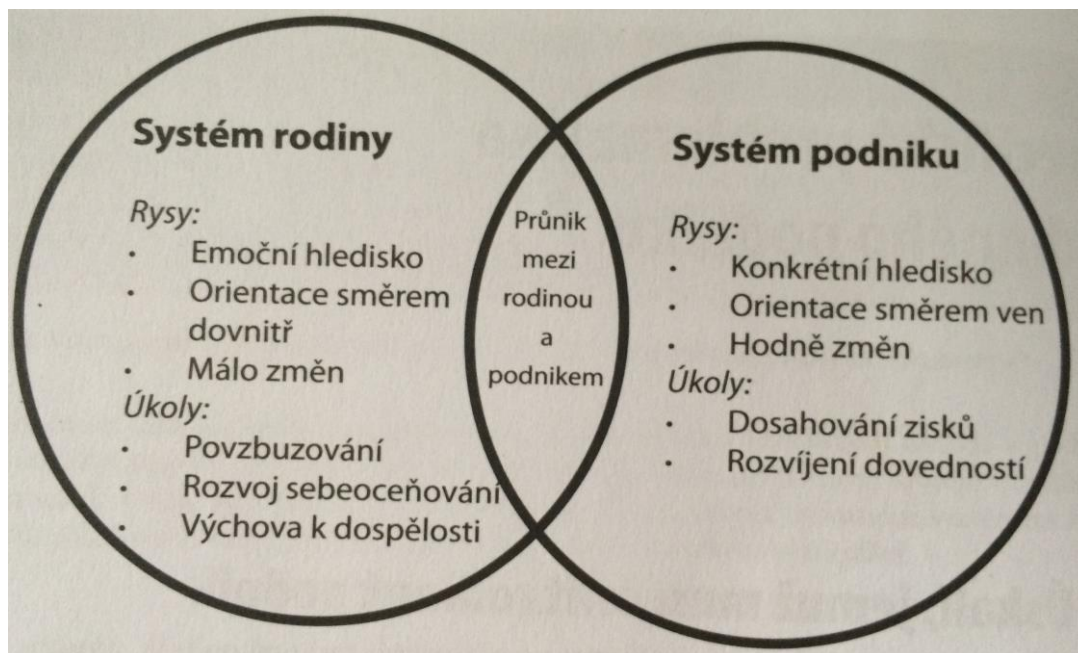 Systém rodiny
Rysy:
• Emoční hledisko
• Orientace směrem
dovnitř
• Málo změn
Úkoly:
• Povzbuzování
• Rozvoj sebeoceňování
• Výchova k dospělosti
Průnik
mezi
rodinou
a
podnikem
Systém podniku
Rysy:
• Konkrétní hledisko
• Orientace směrem ven
• Hodně změn
Úkoly:
• Dosahování zisků
• Rozvíjení dovedností